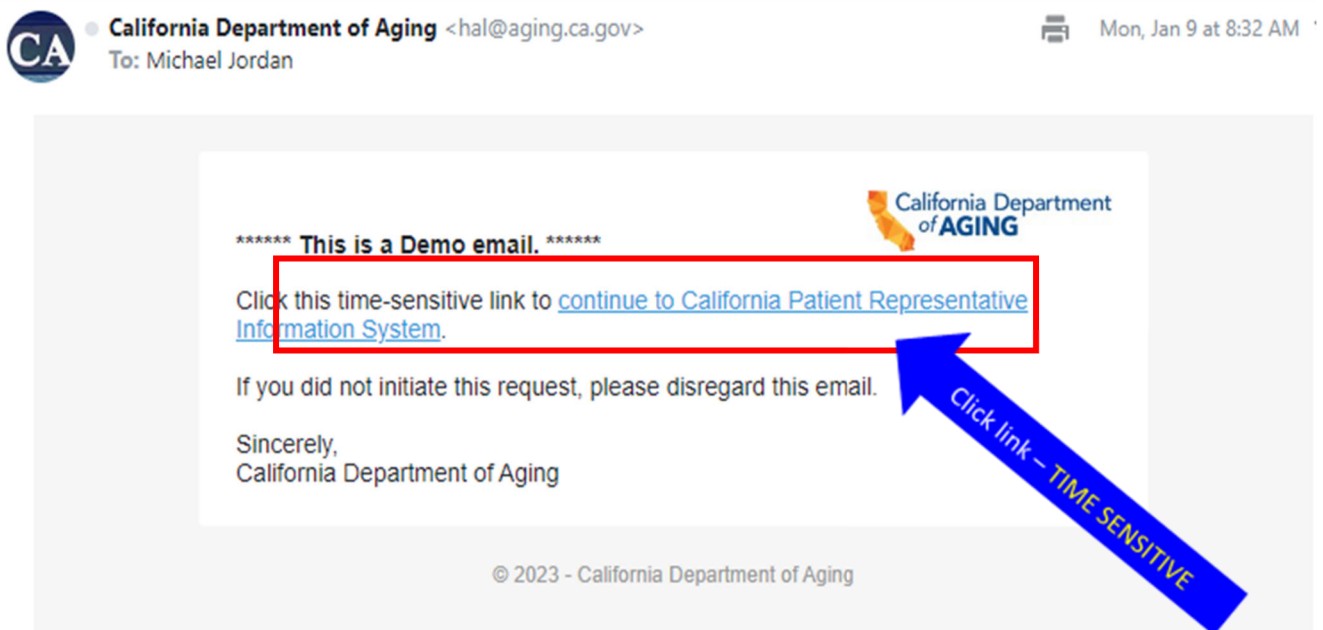 CA
California Department of Aging <hal@aging.ca.gov>
Mon, Jan 9 at 8:32 AM
To: Michael Jordan
California Department
of AGING
****** This is a Demo email. ******
Click this time-sensitive link to continue to California Patient Representative
Information System.
If you did not initiate this request, please disregard this email.
Sincerely,
California Department of Aging
Click link – TIME SENSITIVE
© 2023 - California Department of Aging